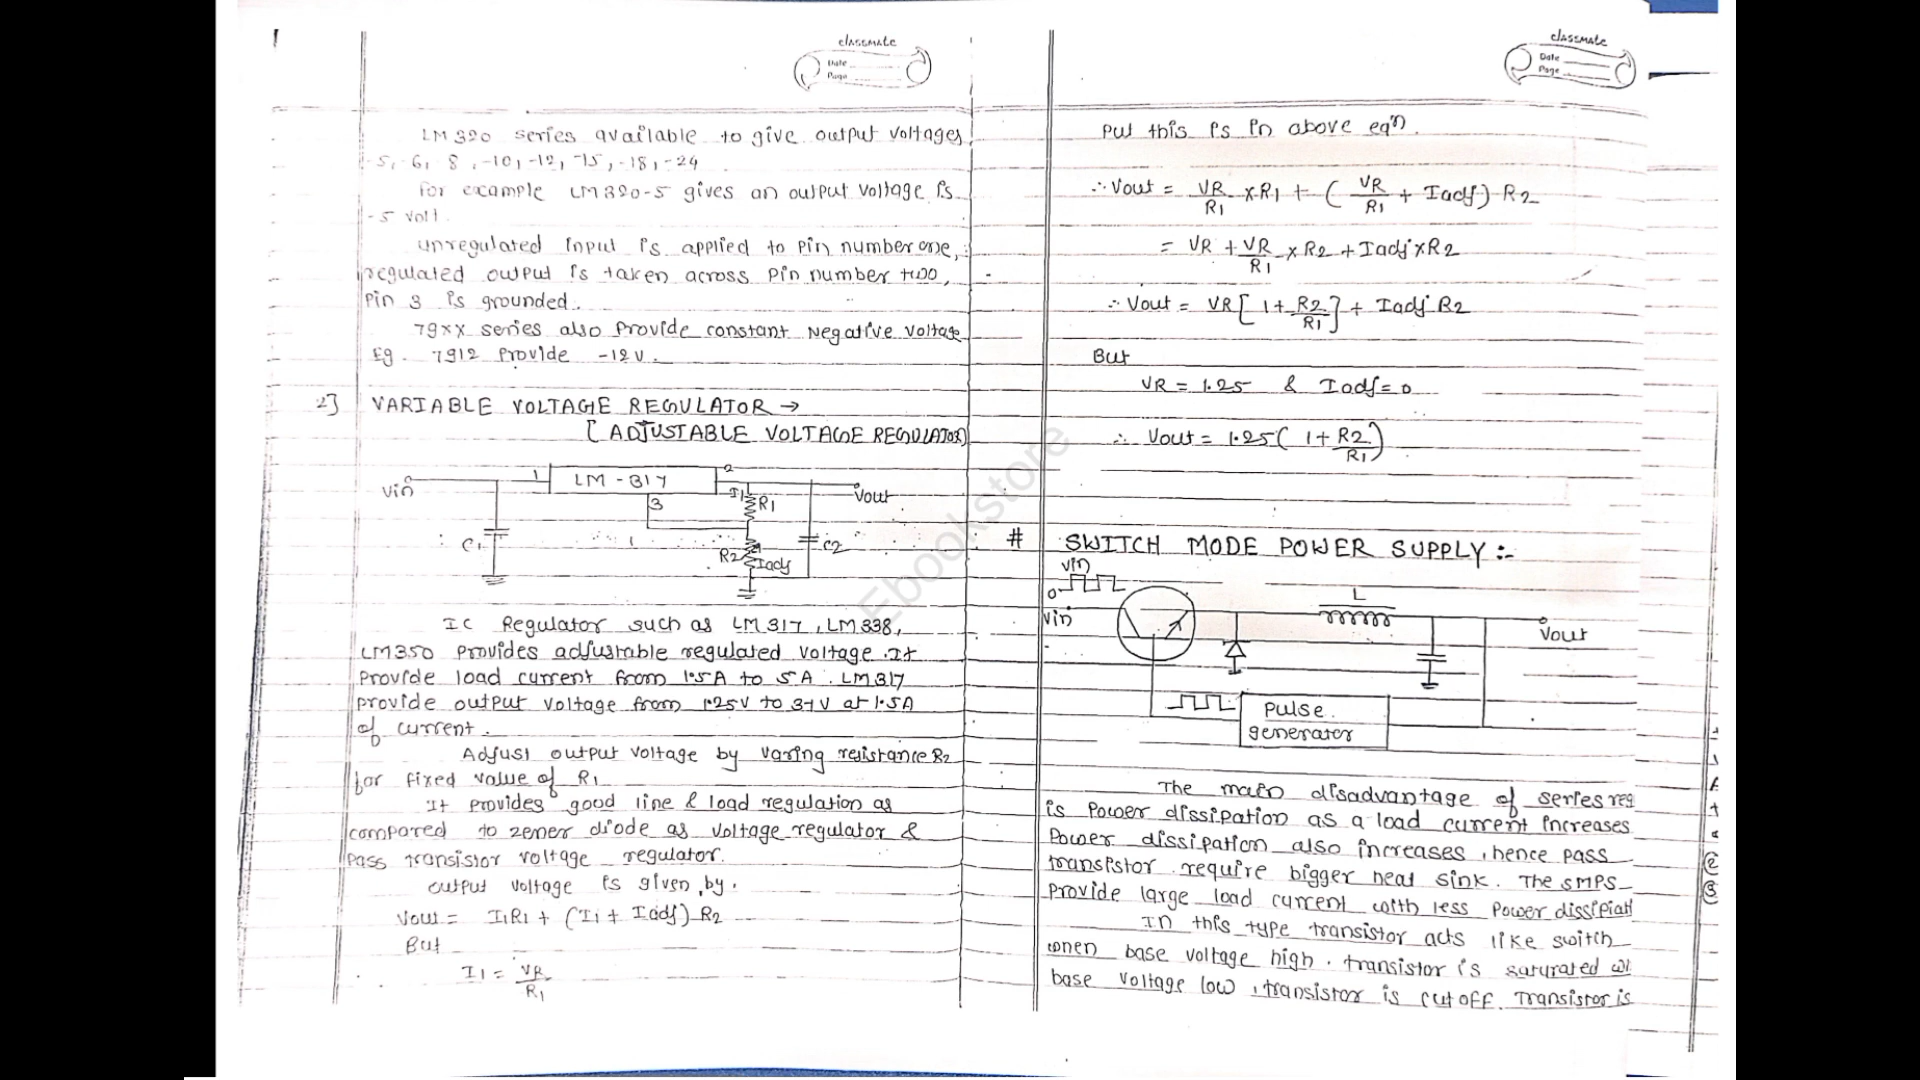 classmate
Date
Page
LM 320 series available to give output voltages
-5, -6, 8, -10, -12, -15, -18, -24
For example LM320-5 gives an output voltage is
-5 volt.
unregulated Input is applied to pin number one,
regulated output is taken across Pin number two,
Pin 3 is grounded.
79XX series also Provide constant Negative voltage
Eg. 7912 Provide -12V.
2] VARIABLE VOLTAGE REGULATOR →
[ADJUSTABLE VOLTAGE REGULATOR]
Vin
1
LM-317
2
3
I1
R1
Vout
C1
R2
Iadj
C2
IC Regulator such as LM317, LM338,
LM350 Provides adjustable regulated voltage. It
Provide load current from 1.5A to 5A. LM317
provide output voltage from 1.25V to 37V at 1.5A
of current.
Adjust output voltage by varing resistance R2
for fixed value of R1
It provides good line & load regulation as
compared to zener diode as voltage regulator &
Pass transistor voltage regulator.
output voltage is given by.
Vout = I1R1 + (I1 + Iadj) R2
But
I1 = VR/R1
classmate
Date
Page
Put this is in above eqn.
∴ Vout = VR/R1 × R1 + (VR/R1 + Iadj) · R2
= VR + VR/R1 × R2 + Iadj × R2
∴ Vout = VR [1 + R2/R1] + Iadj R2
But
VR = 1.25 & Iadj = 0
∴ Vout = 1.25 (1 + R2/R1)
# SWITCH MODE POWER SUPPLY :-
Vin
0
Vin
L
Vout
Pulse
generator
The main disadvantage of series reg
is Power dissipation as a load current increases
Power dissipation also increases, hence pass
transistor require bigger heat sink. The SMPS
Provide large load current with less Power dissipiati
In this type transistor acts like switch
when base voltage high. transistor is saturated w
base voltage low, transistor is cut off. Transistor is
Ebookstore